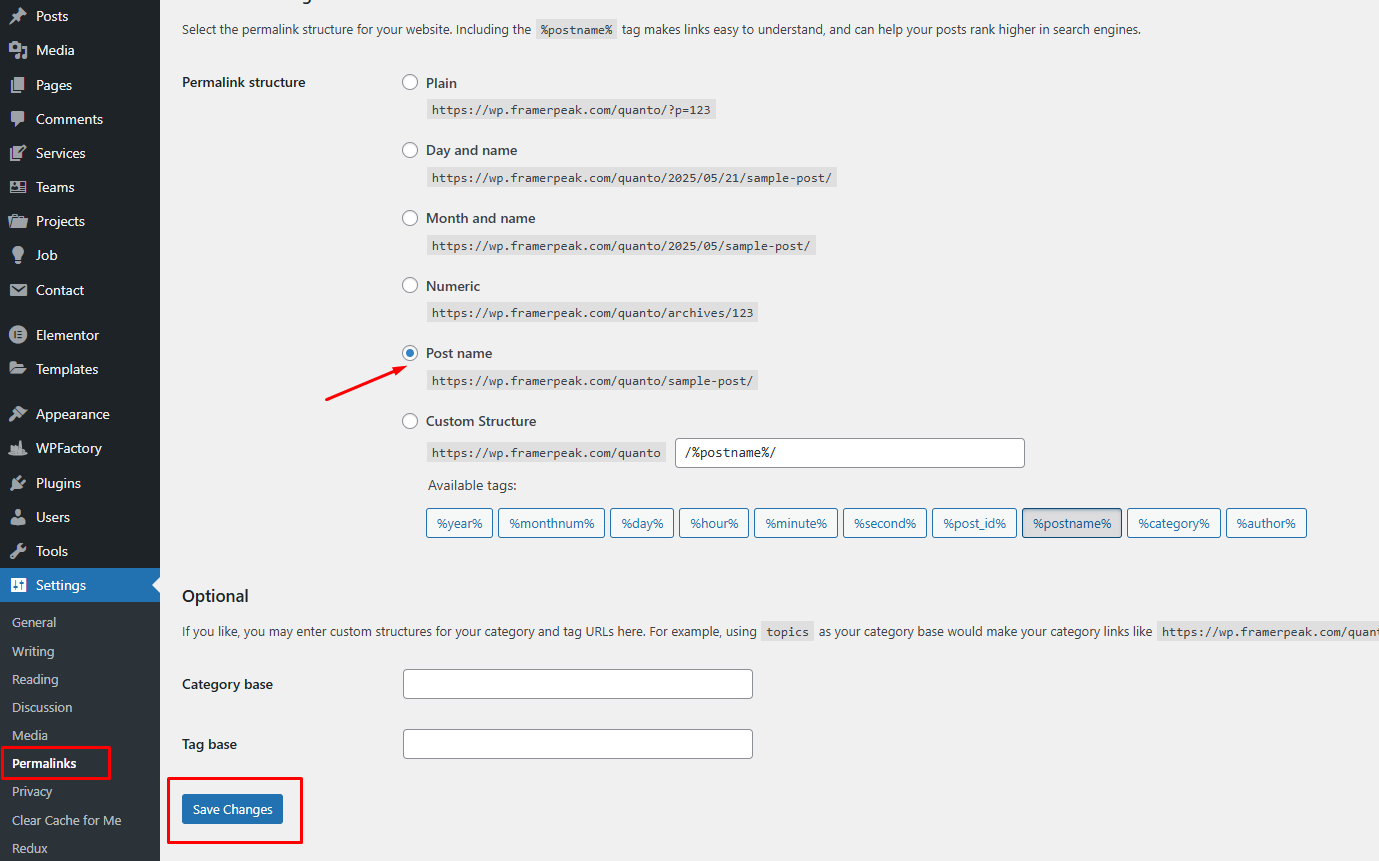 Posts
Media
Pages
Comments
Services
Teams
Projects
Job
Contact
Elementor
Templates
Appearance
WPFactory
Plugins
Users
Tools
Settings
General
Writing
Reading
Discussion
Media
Permalinks
Privacy
Clear Cache for Me
Redux
Select the permalink structure for your website. Including the %postname% tag makes links easy to understand, and can help your posts rank higher in search engines.
Permalink structure
Plain
https://wp.framerpeak.com/quanto/?p=123
Day and name
https://wp.framerpeak.com/quanto/2025/05/21/sample-post/
Month and name
https://wp.framerpeak.com/quanto/2025/05/sample-post/
Numeric
https://wp.framerpeak.com/quanto/archives/123
Post name
https://wp.framerpeak.com/quanto/sample-post/
Custom Structure
https://wp.framerpeak.com/quanto /%postname%/
Available tags:
%year% %monthnum% %day% %hour% %minute% %second% %post_id% %postname% %category% %author%
Optional
If you like, you may enter custom structures for your category and tag URLs here. For example, using topics as your category base would make your category links like https://wp.framerpeak.com/quant
Category base
Tag base
Save Changes